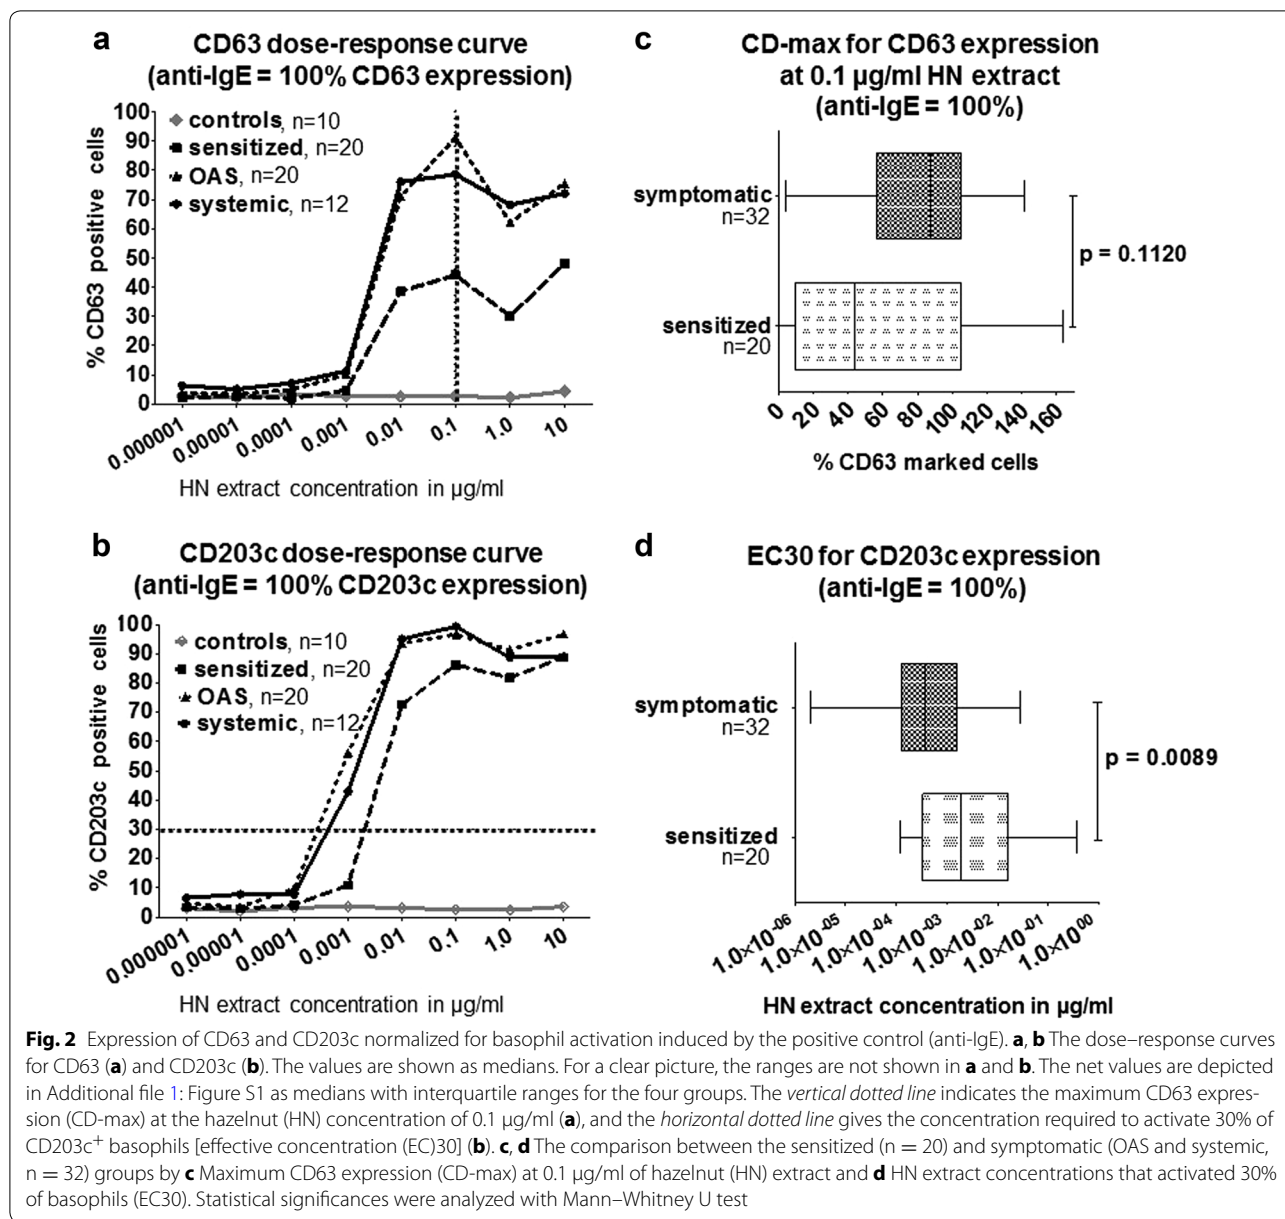 a
CD63 dose-response curve
(anti-IgE = 100% CD63 expression)
100
90
80
70
60
50
40
30
20
10
0
% CD63 positive cells
controls, n=10
sensitized, n=20
OAS, n=20
systemic, n=12
0.000001
0.00001
0.0001
0.001
0.01
0.1
1.0
10
HN extract concentration in µg/ml
c
CD-max for CD63 expression
at 0.1 µg/ml HN extract
(anti-IgE = 100%)
symptomatic
n=32
sensitized
n=20
p = 0.1120
0
20
40
60
80
100
120
140
160
% CD63 marked cells
b
CD203c dose-response curve
(anti-IgE = 100% CD203c expression)
100
90
80
70
60
50
40
30
20
10
0
% CD203c positive cells
controls, n=10
sensitized, n=20
OAS, n=20
systemic, n=12
0.000001
0.00001
0.0001
0.001
0.01
0.1
1.0
10
HN extract concentration in µg/ml
d
EC30 for CD203c expression
(anti-IgE = 100%)
symptomatic
n=32
sensitized
n=20
p = 0.0089
1.0×10⁻⁰⁶
1.0×10⁻⁰⁵
1.0×10⁻⁰⁴
1.0×10⁻⁰³
1.0×10⁻⁰²
1.0×10⁻⁰¹
1.0×10⁰⁰
HN extract concentration in µg/ml
Fig. 2 Expression of CD63 and CD203c normalized for basophil activation induced by the positive control (anti-IgE). a, b The dose–response curves
for CD63 (a) and CD203c (b). The values are shown as medians. For a clear picture, the ranges are not shown in a and b. The net values are depicted
in Additional file 1: Figure S1 as medians with interquartile ranges for the four groups. The vertical dotted line indicates the maximum CD63 expres-
sion (CD-max) at the hazelnut (HN) concentration of 0.1 µg/ml (a), and the horizontal dotted line gives the concentration required to activate 30% of
CD203c⁺ basophils [effective concentration (EC)30] (b). c, d The comparison between the sensitized (n = 20) and symptomatic (OAS and systemic,
n = 32) groups by c Maximum CD63 expression (CD-max) at 0.1 µg/ml of hazelnut (HN) extract and d HN extract concentrations that activated 30%
of basophils (EC30). Statistical significances were analyzed with Mann–Whitney U test